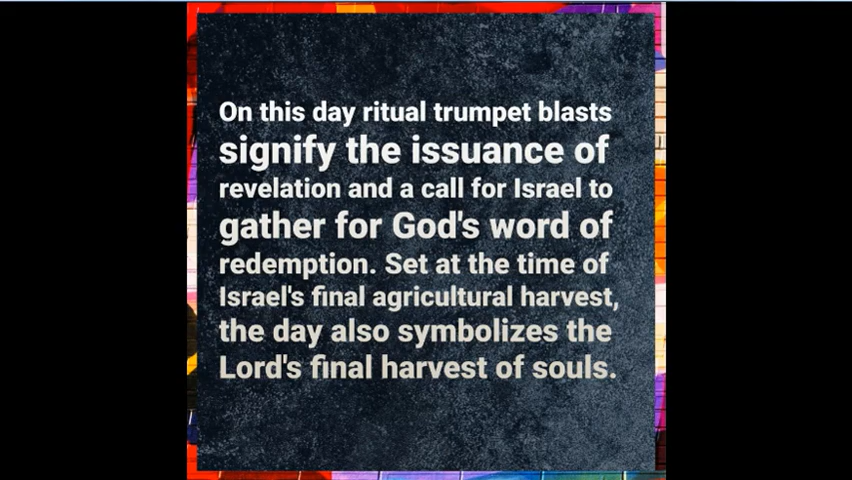 On this day ritual trumpet blasts
signify the issuance of
revelation and a call for Israel to
gather for God's word of
redemption. Set at the time of
Israel's final agricultural harvest,
the day also symbolizes the
Lord's final harvest of souls.